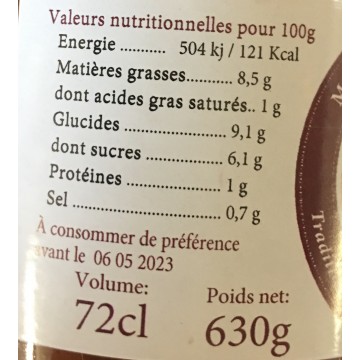 Valeurs nutritionnelles pour 100g
Energie ........... 504 kj / 121 Kcal
Matières grasses.......... 8,5 g
dont acides gras saturés.. 1 g
Glucides ...................... 9,1 g
dont sucres .................. 6,1 g
Protéines ..................... 1 g
Sel ............................... 0,7 g
À consommer de préférence
avant le 06 05 2023
Volume:
72cl
Poids net:
630g